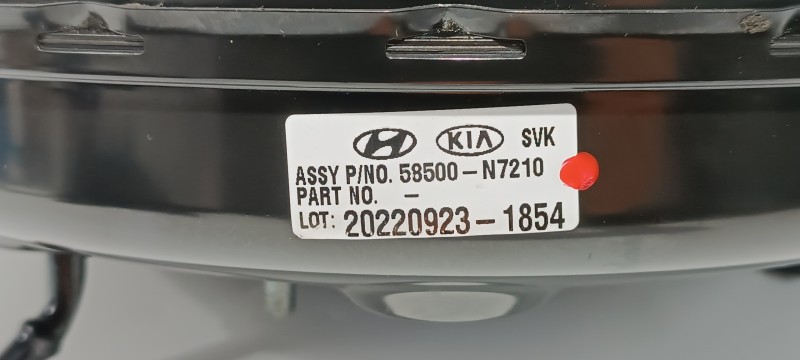 KIA SVK
ASSY P/NO. 58500-N7210
PART NO. -
LOT: 20220923-1854